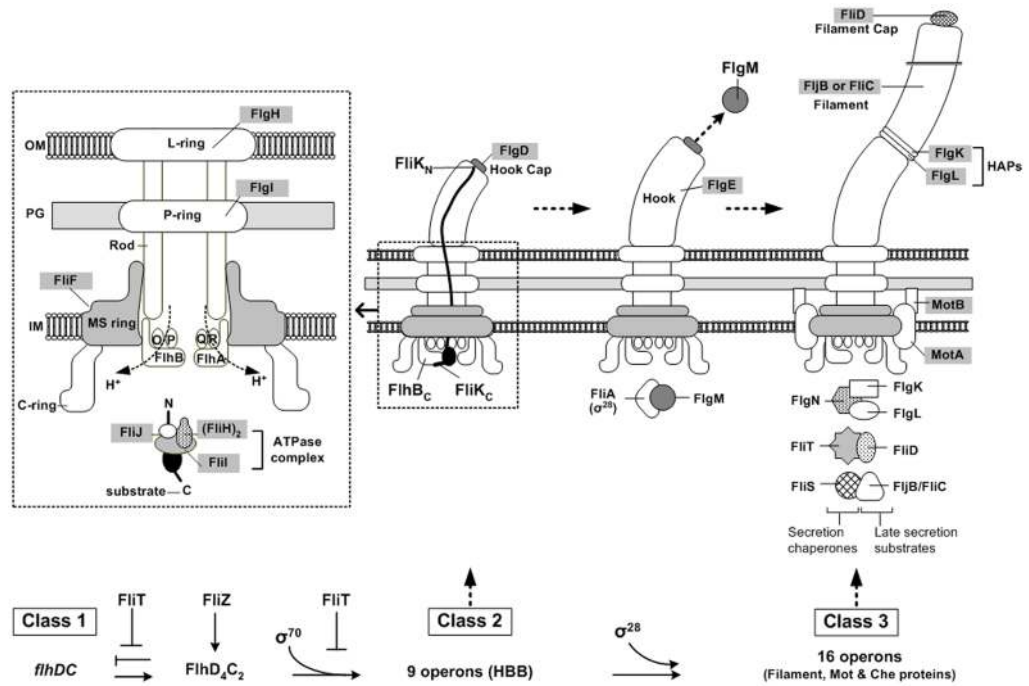 FliD
Filament Cap
FlgM
FljB or FliC
Filament
FlgK
FlgL
HAPs
FlgH
OM
L-ring
FlgI
PG
P-ring
Rod
FliF
IM
MS ring
O P
Q R
FlhB
FlhA
H+
H+
C-ring
N
FliJ
(FliH)2
FliI
ATPase
complex
substrate
C
FliKN
FlgD
Hook Cap
Hook
FlgE
FlhBC
FliKC
FliA
(σ28)
FlgM
MotB
MotA
FlgN
FlgK
FlgL
FliT
FliD
FliS
FljB/FliC
Secretion
chaperones
Late secretion
substrates
Class 1
FliT
FliZ
FliT
Class 2
Class 3
flhDC
FlhD4C2
σ70
9 operons (HBB)
σ28
16 operons
(Filament, Mot & Che proteins)